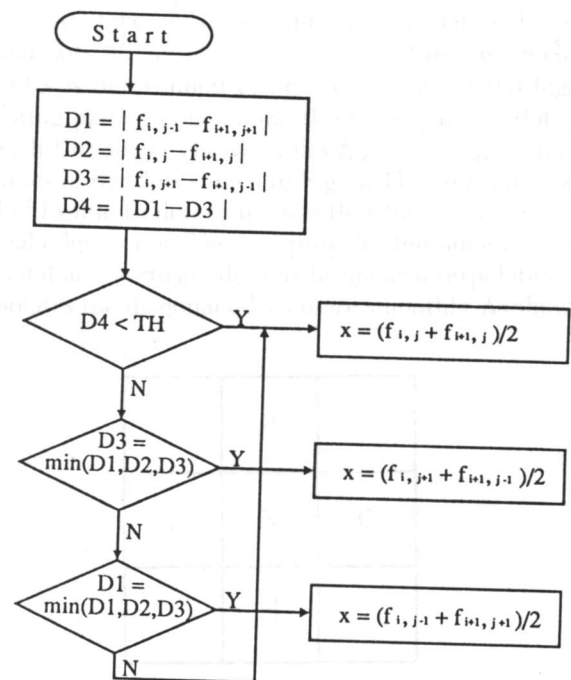 Start
D1 = | f i, j-1 − f i+1, j+1 |
D2 = | f i, j − f i+1, j |
D3 = | f i, j+1 − f i+1, j-1 |
D4 = | D1 − D3 |
D4 < TH
Y
x = (f i, j + f i+1, j )/2
N
D3 =
min(D1,D2,D3)
Y
x = (f i, j+1 + f i+1, j-1 )/2
N
D1 =
min(D1,D2,D3)
Y
x = (f i, j-1 + f i+1, j+1)/2
N